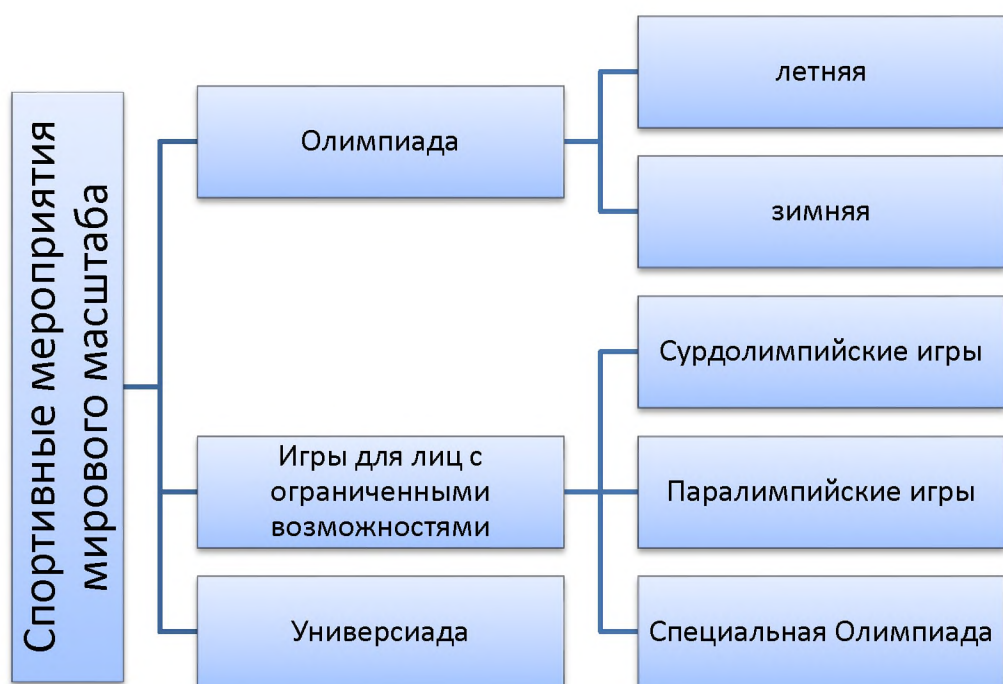 Спортивные мероприятия
мирового масштаба
Олимпиада
летняя
зимняя
Игры для лиц с
ограниченными
возможностями
Сурдолимпийские игры
Паралимпийские игры
Специальная Олимпиада
Универсиада